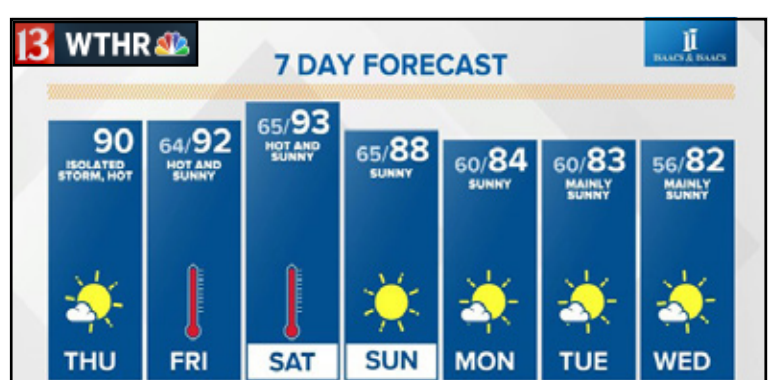 13 WTHR
ISAACS & ISAACS
7 DAY FORECAST
90
ISOLATED
STORM, HOT
THU
64/92
HOT AND
SUNNY
FRI
65/93
HOT AND
SUNNY
SAT
65/88
SUNNY
SUN
60/84
SUNNY
MON
60/83
MAINLY
SUNNY
TUE
56/82
MAINLY
SUNNY
WED